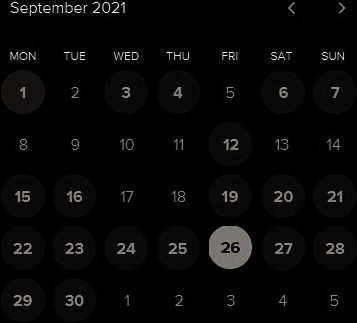 September 2021
MON TUE WED THU FRI SAT SUN
1 2 3 4 5 6 7
8 9 10 11 12 13 14
15 16 17 18 19 20 21
22 23 24 25 26 27 28
29 30 1 2 3 4 5